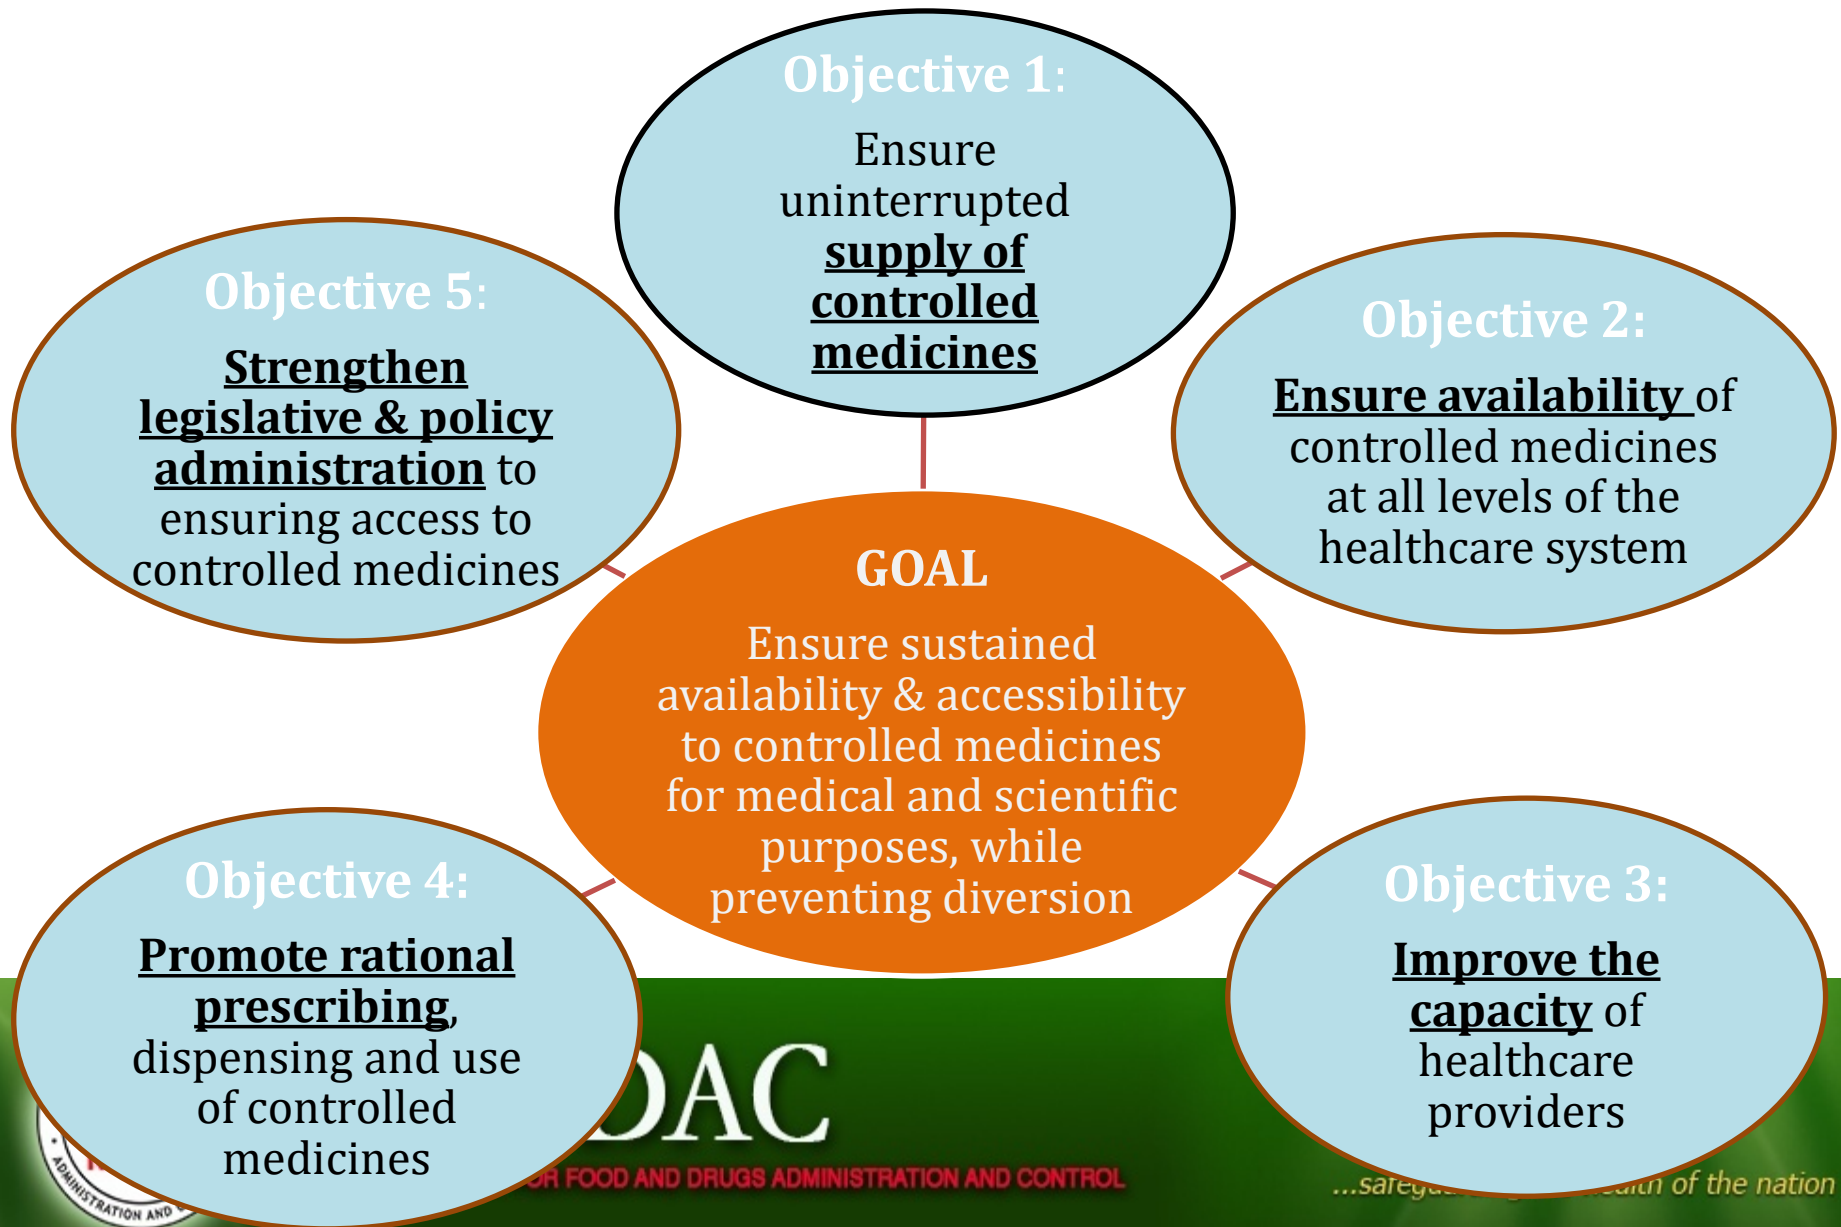 Objective 1:
Ensure
uninterrupted
supply of
controlled
medicines
Objective 2:
Ensure availability of
controlled medicines
at all levels of the
healthcare system
Objective 3:
Improve the
capacity of
healthcare
providers
Objective 4:
Promote rational
prescribing,
dispensing and use
of controlled
medicines
Objective 5:
Strengthen
legislative & policy
administration to
ensuring access to
controlled medicines
GOAL
Ensure sustained
availability & accessibility
to controlled medicines
for medical and scientific
purposes, while
preventing diversion
DAC
FOOD AND DRUGS ADMINISTRATION AND CONTROL
of the nation
ADMINISTRATION AND